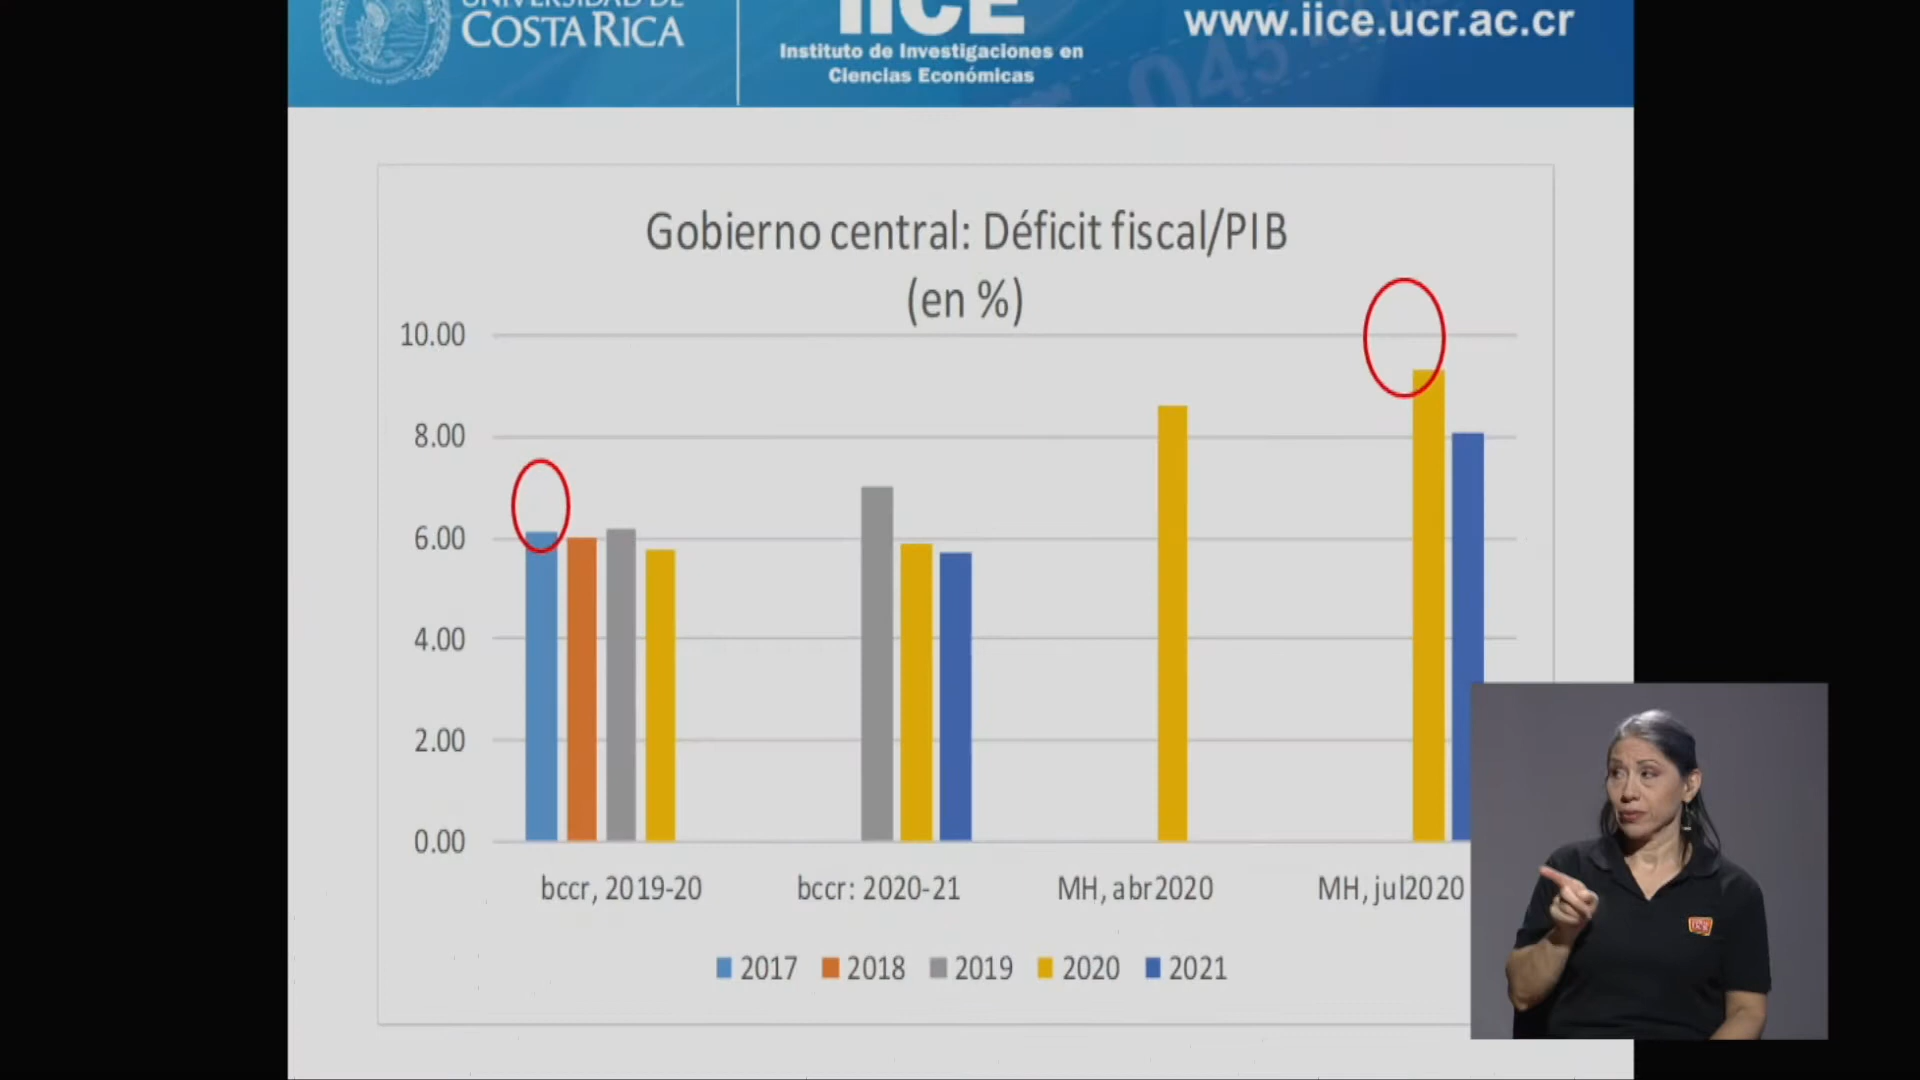 UNIVERSIDAD DE
COSTA RICA
IICE
Instituto de Investigaciones en
Ciencias Económicas
www.iice.ucr.ac.cr
045
Gobierno central: Déficit fiscal/PIB
(en %)
10.00
8.00
6.00
4.00
2.00
0.00
bccr, 2019-20
bccr: 2020-21
MH, abr2020
MH, jul2020
2017
2018
2019
2020
2021